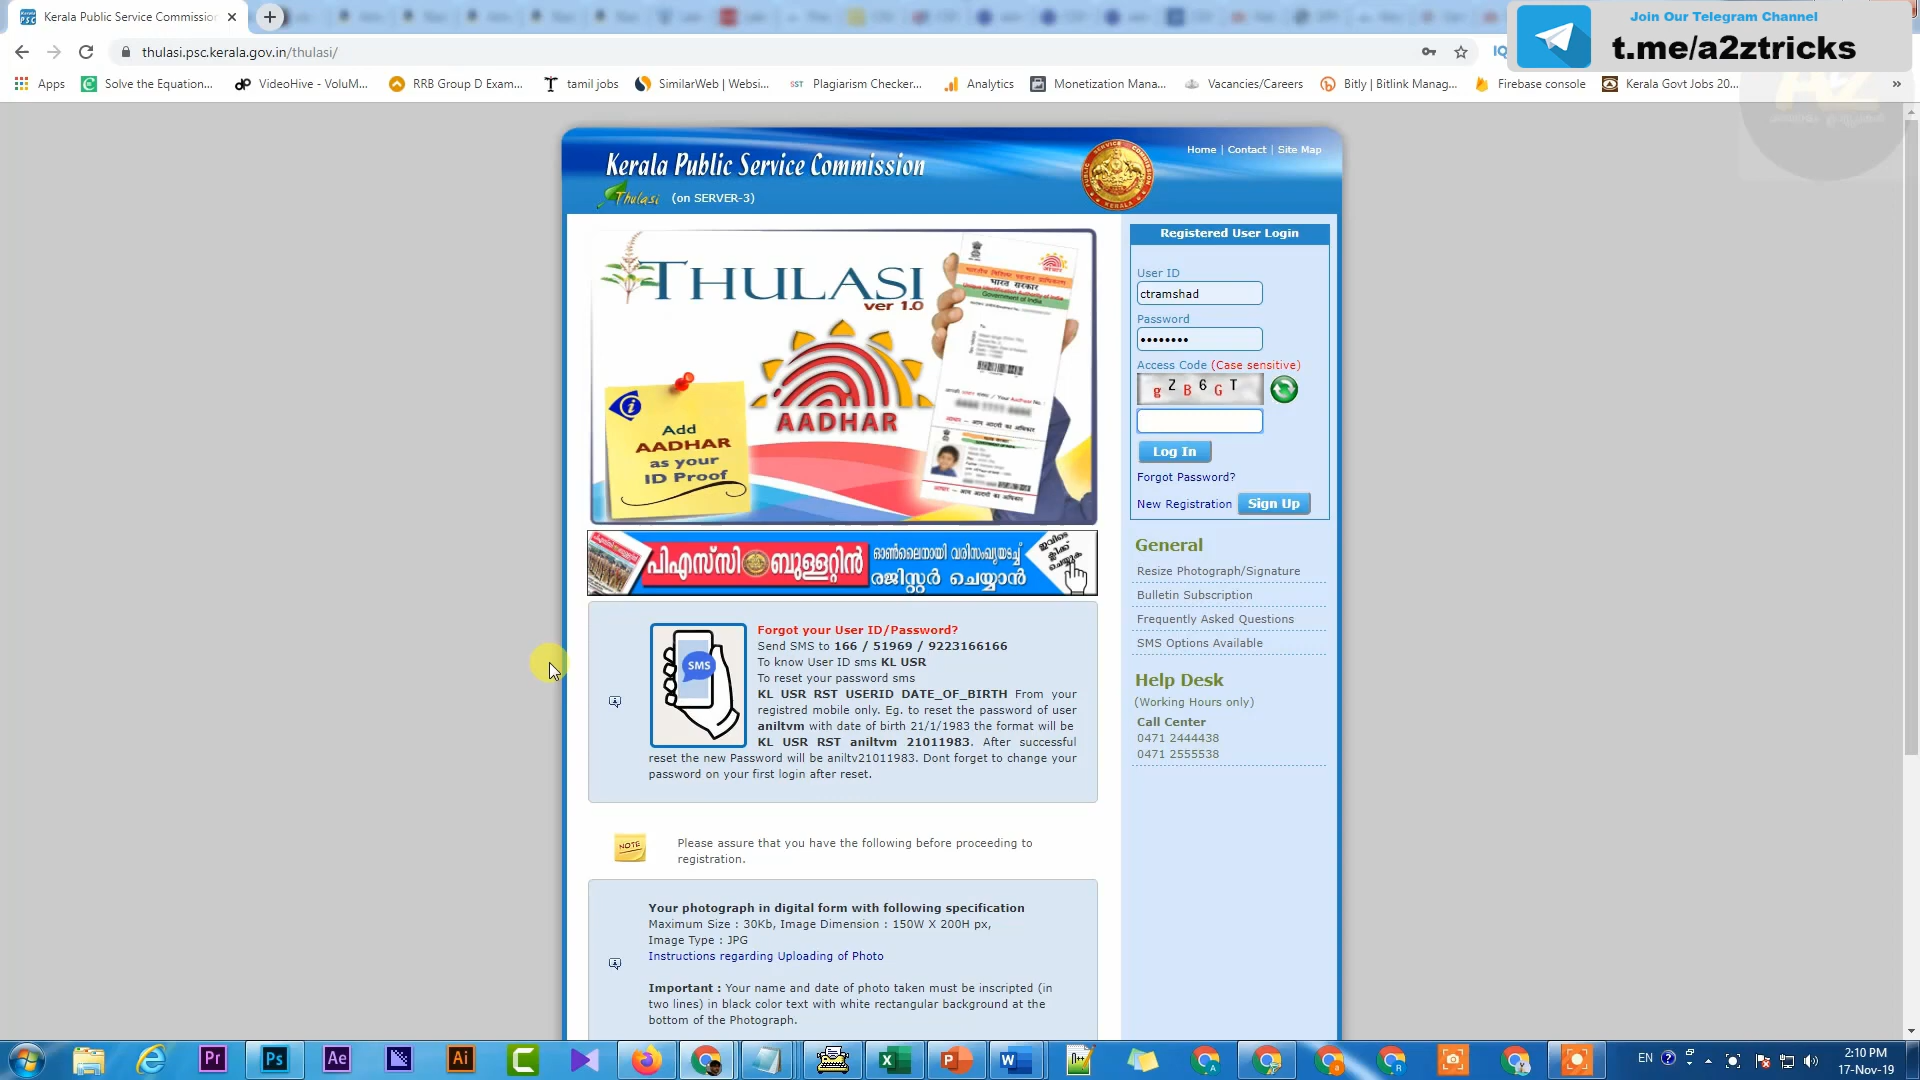 Kerala Public Service Commission
Join Our Telegram Channel
t.me/a2ztricks
thulasi.psc.kerala.gov.in/thulasi/
Apps
Solve the Equation...
VideoHive - VoluM...
RRB Group D Exam...
tamil jobs
SimilarWeb | Websi...
Plagiarism Checker...
Analytics
Monetization Mana...
Vacancies/Careers
Bitly | Bitlink Manag...
Firebase console
Kerala Govt Jobs 20...
»
Kerala Public Service Commission
Thulasi (on SERVER-3)
Home | Contact | Site Map
THULASI
ver 1.0
AADHAR
भारत सरकार
Government of India
Add
AADHAR
as your
ID Proof
പിഎസ്‌സി ബുള്ളറ്റിൻ
ഓൺലൈനായി വരിസംഖ്യയടച്ച്
രജിസ്റ്റർ ചെയ്യാൻ
ഇവിടെ
ക്ലിക്ക്
ചെയ്യുക
Registered User Login
User ID
ctramshad
Password
••••••••
Access Code (Case sensitive)
g Z B 6 G T
Log In
Forgot Password?
New Registration Sign Up
General
Resize Photograph/Signature
Bulletin Subscription
Frequently Asked Questions
SMS Options Available
Help Desk
(Working Hours only)
Call Center
0471 2444438
0471 2555538
SMS
Forgot your User ID/Password?
Send SMS to 166 / 51969 / 9223166166
To know User ID sms KL USR
To reset your password sms
KL USR RST USERID DATE_OF_BIRTH From your
registred mobile only. Eg. to reset the password of user
aniltvm with date of birth 21/1/1983 the format will be
KL USR RST aniltvm 21011983. After successful
reset the new Password will be aniltv21011983. Dont forget to change your
password on your first login after reset.
NOTE
Please assure that you have the following before proceeding to
registration.
Your photograph in digital form with following specification
Maximum Size : 30Kb, Image Dimension : 150W X 200H px,
Image Type : JPG
Instructions regarding Uploading of Photo
Important : Your name and date of photo taken must be inscripted (in
two lines) in black color text with white rectangular background at the
bottom of the Photograph.
EN
2:10 PM
17-Nov-19